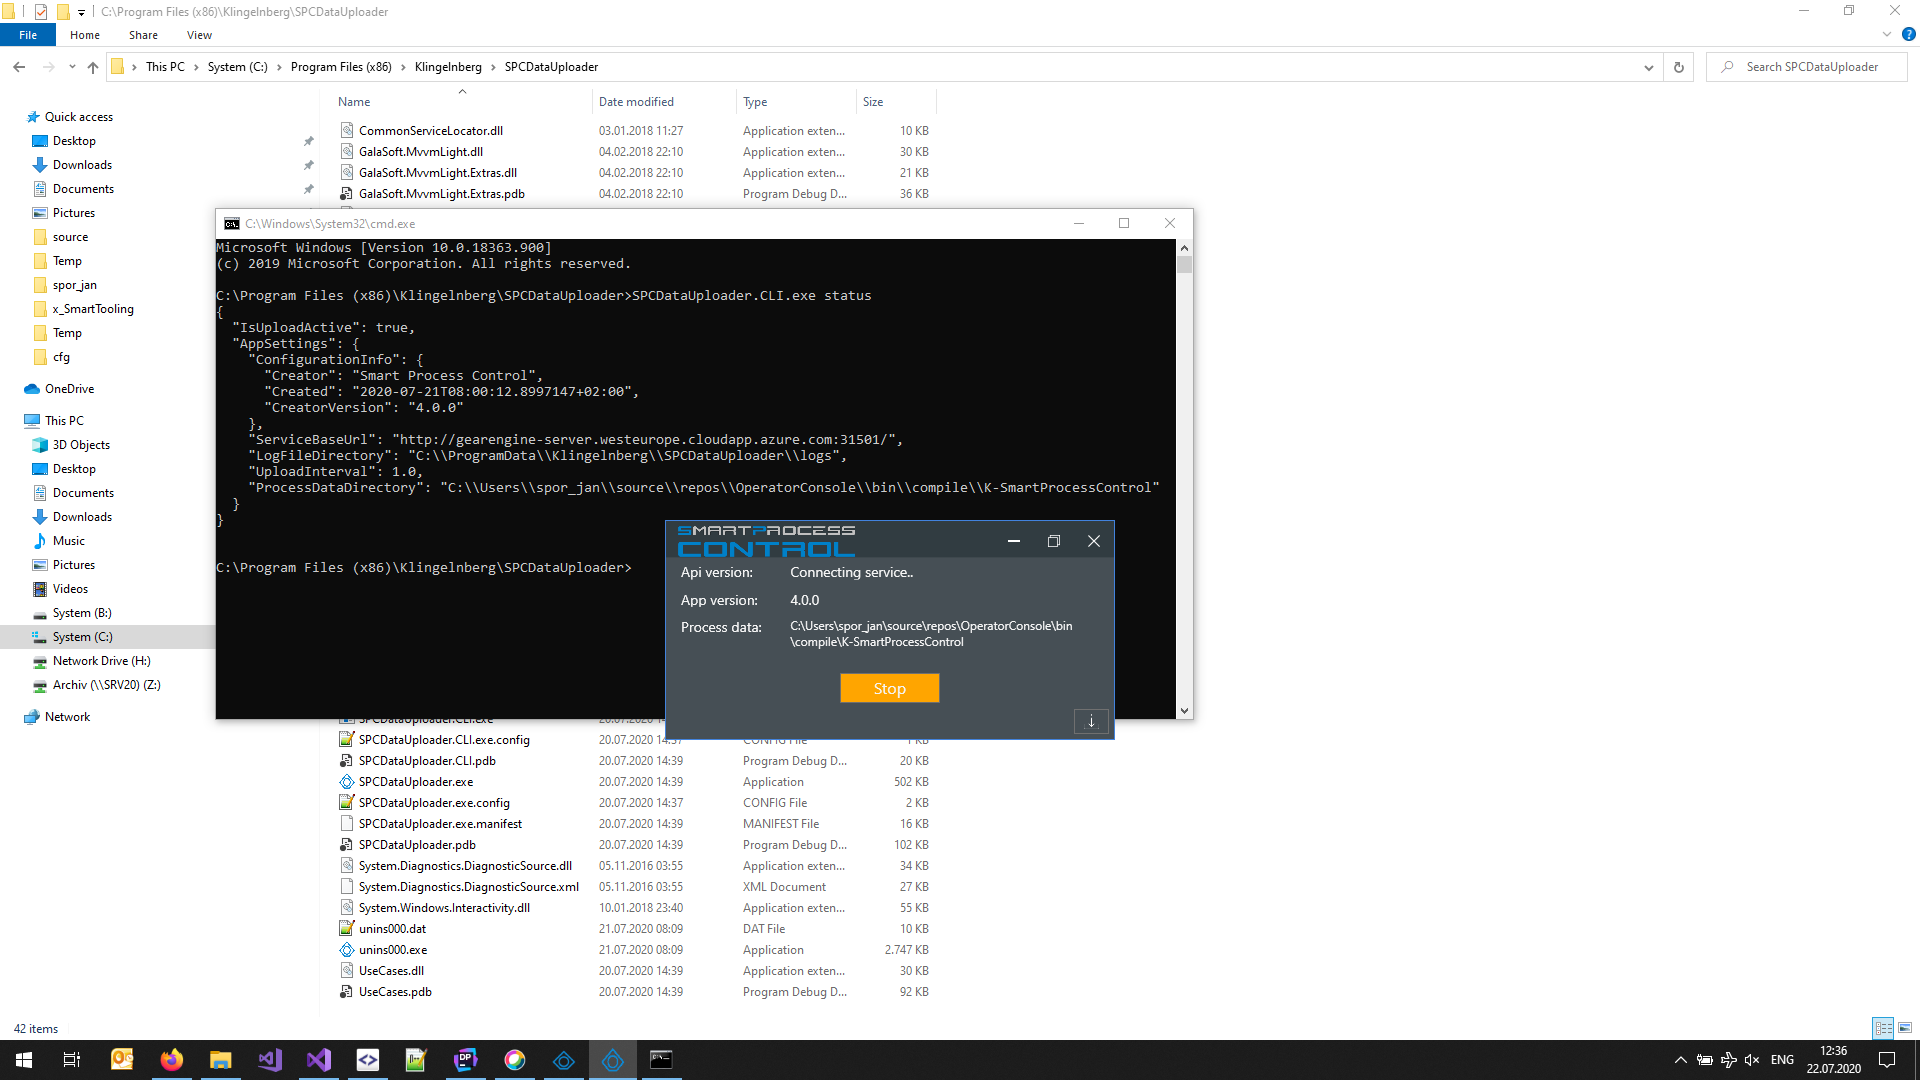 C:\Program Files (x86)\Klingelnberg\SPCDataUploader
File Home Share View
This PC System (C:) Program Files (x86) Klingelnberg SPCDataUploader
Search SPCDataUploader
Name Date modified Type Size
Quick access
Desktop
Downloads
Documents
Pictures
source
Temp
spor_jan
x_SmartTooling
Temp
cfg
OneDrive
This PC
3D Objects
Desktop
Documents
Downloads
Music
Pictures
Videos
System (B:)
System (C:)
Network Drive (H:)
Archiv (\\SRV20) (Z:)
Network
CommonServiceLocator.dll 03.01.2018 11:27 Application exten... 10 KB
GalaSoft.MvvmLight.dll 04.02.2018 22:10 Application exten... 30 KB
GalaSoft.MvvmLight.Extras.dll 04.02.2018 22:10 Application exten... 21 KB
GalaSoft.MvvmLight.Extras.pdb 04.02.2018 22:10 Program Debug D... 36 KB
C:\Windows\System32\cmd.exe
Microsoft Windows [Version 10.0.18363.900]
(c) 2019 Microsoft Corporation. All rights reserved.
C:\Program Files (x86)\Klingelnberg\SPCDataUploader>SPCDataUploader.CLI.exe status
{
"IsUploadActive": true,
"AppSettings": {
"ConfigurationInfo": {
"Creator": "Smart Process Control",
"Created": "2020-07-21T08:00:12.8997147+02:00",
"CreatorVersion": "4.0.0"
},
"ServiceBaseUrl": "http://gearengine-server.westeurope.cloudapp.azure.com:31501/",
"LogFileDirectory": "C:\\ProgramData\\Klingelnberg\\SPCDataUploader\\logs",
"UploadInterval": 1.0,
"ProcessDataDirectory": "C:\\Users\\spor_jan\\source\\repos\\OperatorConsole\\bin\\compile\\K-SmartProcessControl"
}
}
C:\Program Files (x86)\Klingelnberg\SPCDataUploader>
SMARTPROCESS
CONTROL
Api version: Connecting service..
App version: 4.0.0
Process data: C:\Users\spor_jan\source\repos\OperatorConsole\bin
\compile\K-SmartProcessControl
Stop
SPCDataUploader.CLI.exe 20.07.2020 14:39
SPCDataUploader.CLI.exe.config 20.07.2020 14:37 CONFIG File 1 KB
SPCDataUploader.CLI.pdb 20.07.2020 14:39 Program Debug D... 20 KB
SPCDataUploader.exe 20.07.2020 14:39 Application 502 KB
SPCDataUploader.exe.config 20.07.2020 14:37 CONFIG File 2 KB
SPCDataUploader.exe.manifest 20.07.2020 14:39 MANIFEST File 16 KB
SPCDataUploader.pdb 20.07.2020 14:39 Program Debug D... 102 KB
System.Diagnostics.DiagnosticSource.dll 05.11.2016 03:55 Application exten... 34 KB
System.Diagnostics.DiagnosticSource.xml 05.11.2016 03:55 XML Document 27 KB
System.Windows.Interactivity.dll 10.01.2018 23:40 Application exten... 55 KB
unins000.dat 21.07.2020 08:09 DAT File 10 KB
unins000.exe 21.07.2020 08:09 Application 2.747 KB
UseCases.dll 20.07.2020 14:39 Application exten... 30 KB
UseCases.pdb 20.07.2020 14:39 Program Debug D... 92 KB
42 items
ENG
12:36
22.07.2020